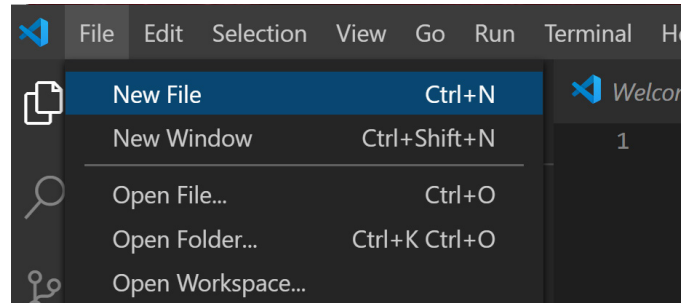 File Edit Selection View Go Run Terminal
New File Ctrl+N
New Window Ctrl+Shift+N
Open File... Ctrl+O
Open Folder... Ctrl+K Ctrl+O
Open Workspace...
1